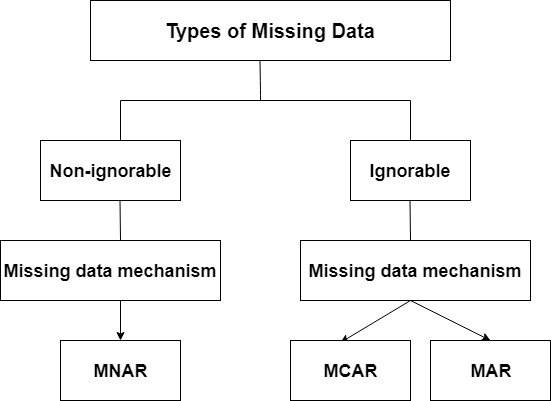 Types of Missing Data
Non-ignorable
Ignorable
Missing data mechanism
Missing data mechanism
MNAR
MCAR
MAR